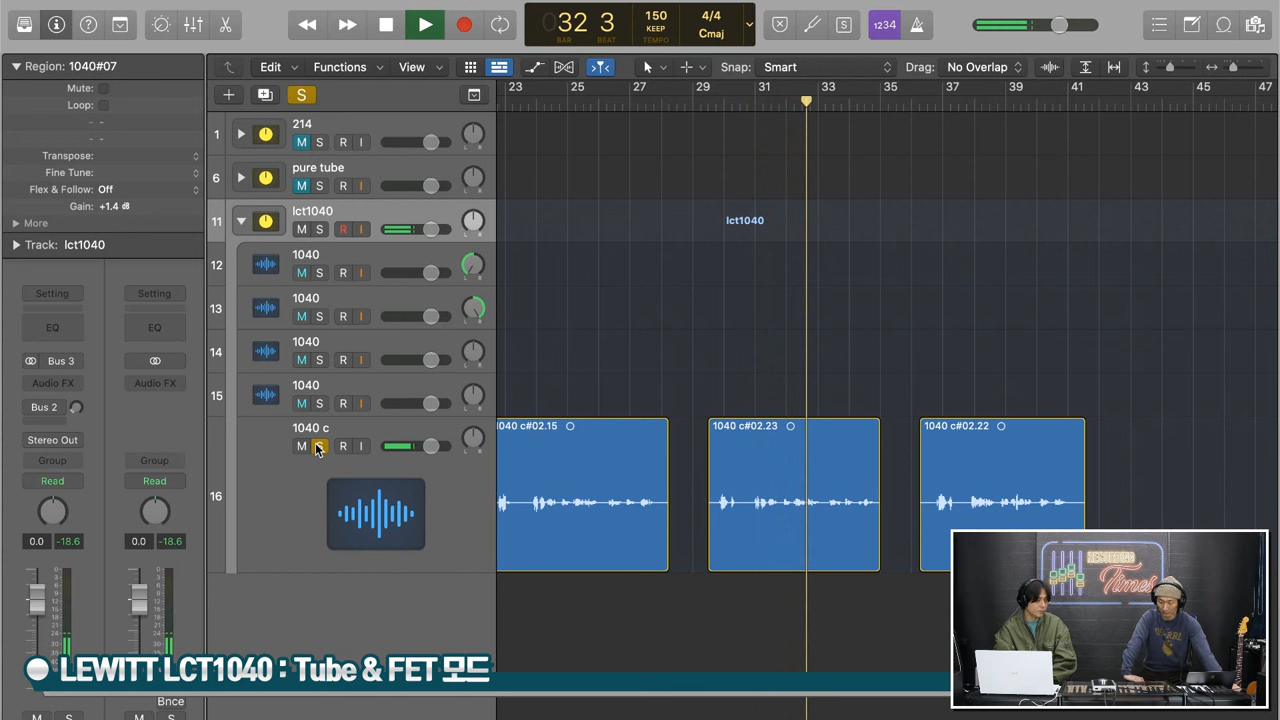 32 3
BAR BEAT
150
KEEP
TEMPO
4/4
Cmaj
S
1234
Region: 1040#07
Mute:
Loop:
Transpose:
Fine Tune:
Flex & Follow: Off
Gain: +1.4 dB
More
Track: lct1040
Edit
Functions
View
Snap: Smart
Drag: No Overlap
S
23 25 27 29 31 33 35 37 39 41 43 45 47
1 214
M S R I
6 pure tube
M S R I
11 lct1040
M S R I
lct1040
12 1040
M S R I
13 1040
M S R I
14 1040
M S R I
15 1040
M S R I
16 1040 c
M S R I
L R
1040 c#02.15
1040 c#02.23
1040 c#02.22
Setting Setting
EQ EQ
Bus 3
Audio FX Audio FX
Bus 2
Stereo Out
Group Group
Read Read
0.0 -18.6 0.0 -18.6
Bnce
M S M S
RECORDING
Times
LEWITT LCT1040 : Tube & FET 모드